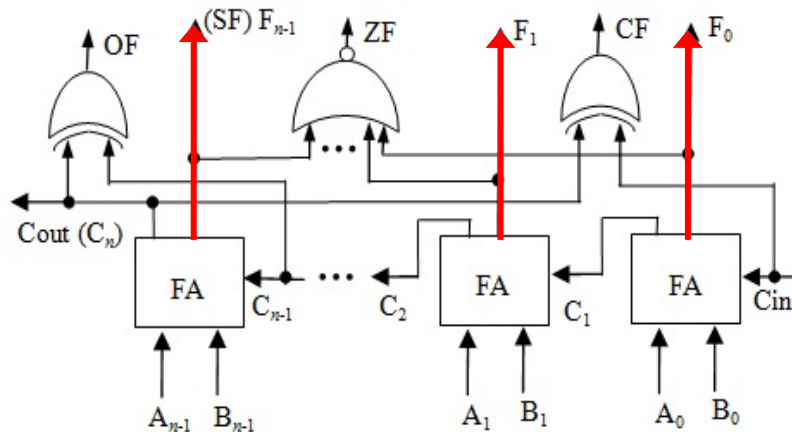 OF (SF) Fₙ₋₁ ZF F₁ CF F₀
Cout (Cₙ)
FA FA FA
Cₙ₋₁ C₂ C₁ Cin
Aₙ₋₁ Bₙ₋₁ A₁ B₁ A₀ B₀